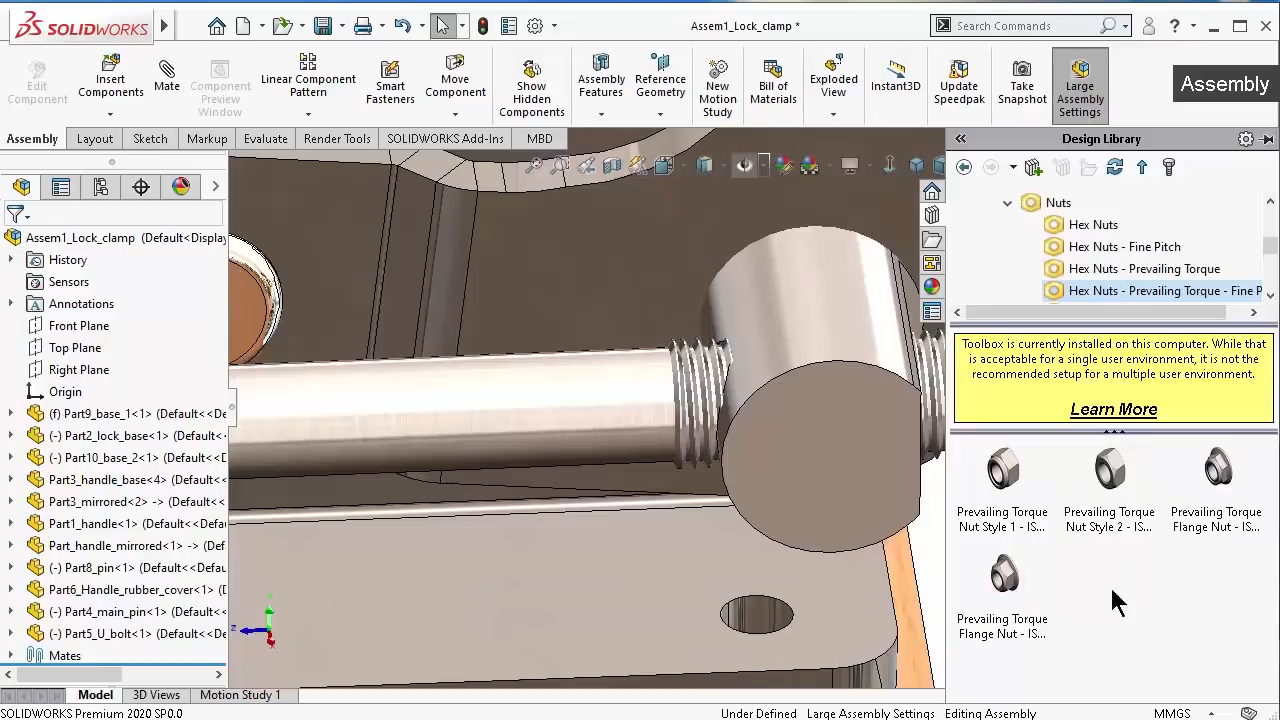 SOLIDWORKS
Assem1_Lock_clamp *
Search Commands
?
Edit
Component
Insert
Components
Mate
Component
Preview
Window
Linear Component
Pattern
Smart
Fasteners
Move
Component
Show
Hidden
Components
Assembly
Features
Reference
Geometry
New
Motion
Study
Bill of
Materials
Exploded
View
Instant3D
Update
Speedpak
Take
Snapshot
Large
Assembly
Settings
Assembly
Assembly
Layout
Sketch
Markup
Evaluate
Render Tools
SOLIDWORKS Add-Ins
MBD
Assem1_Lock_clamp (Default<Display
History
Sensors
Annotations
Front Plane
Top Plane
Right Plane
Origin
(f) Part9_base_1<1> (Default<<De
(-) Part2_lock_base<1> (Default<
(-) Part10_base_2<1> (Default<<D
Part3_handle_base<4> (Default<
Part3_mirrored<2> -> (Default<
Part1_handle<1> (Default<<Defau
Part_handle_mirrored<1> -> (Def
(-) Part8_pin<1> (Default<<Defau
Part6_Handle_rubber_cover<1> (D
(-) Part4_main_pin<1> (Default<
(-) Part5_U_bolt<1> (Default<<De
Mates
z
Design Library
Nuts
Hex Nuts
Hex Nuts - Fine Pitch
Hex Nuts - Prevailing Torque
Hex Nuts - Prevailing Torque - Fine P
Toolbox is currently installed on this computer. While that
is acceptable for a single user environment, it is not the
recommended setup for a multiple user environment.
Learn More
Prevailing Torque
Nut Style 1 - IS...
Prevailing Torque
Nut Style 2 - IS...
Prevailing Torque
Flange Nut - IS...
Prevailing Torque
Flange Nut - IS...
Model
3D Views
Motion Study 1
SOLIDWORKS Premium 2020 SP0.0
Under Defined
Large Assembly Settings
Editing Assembly
MMGS